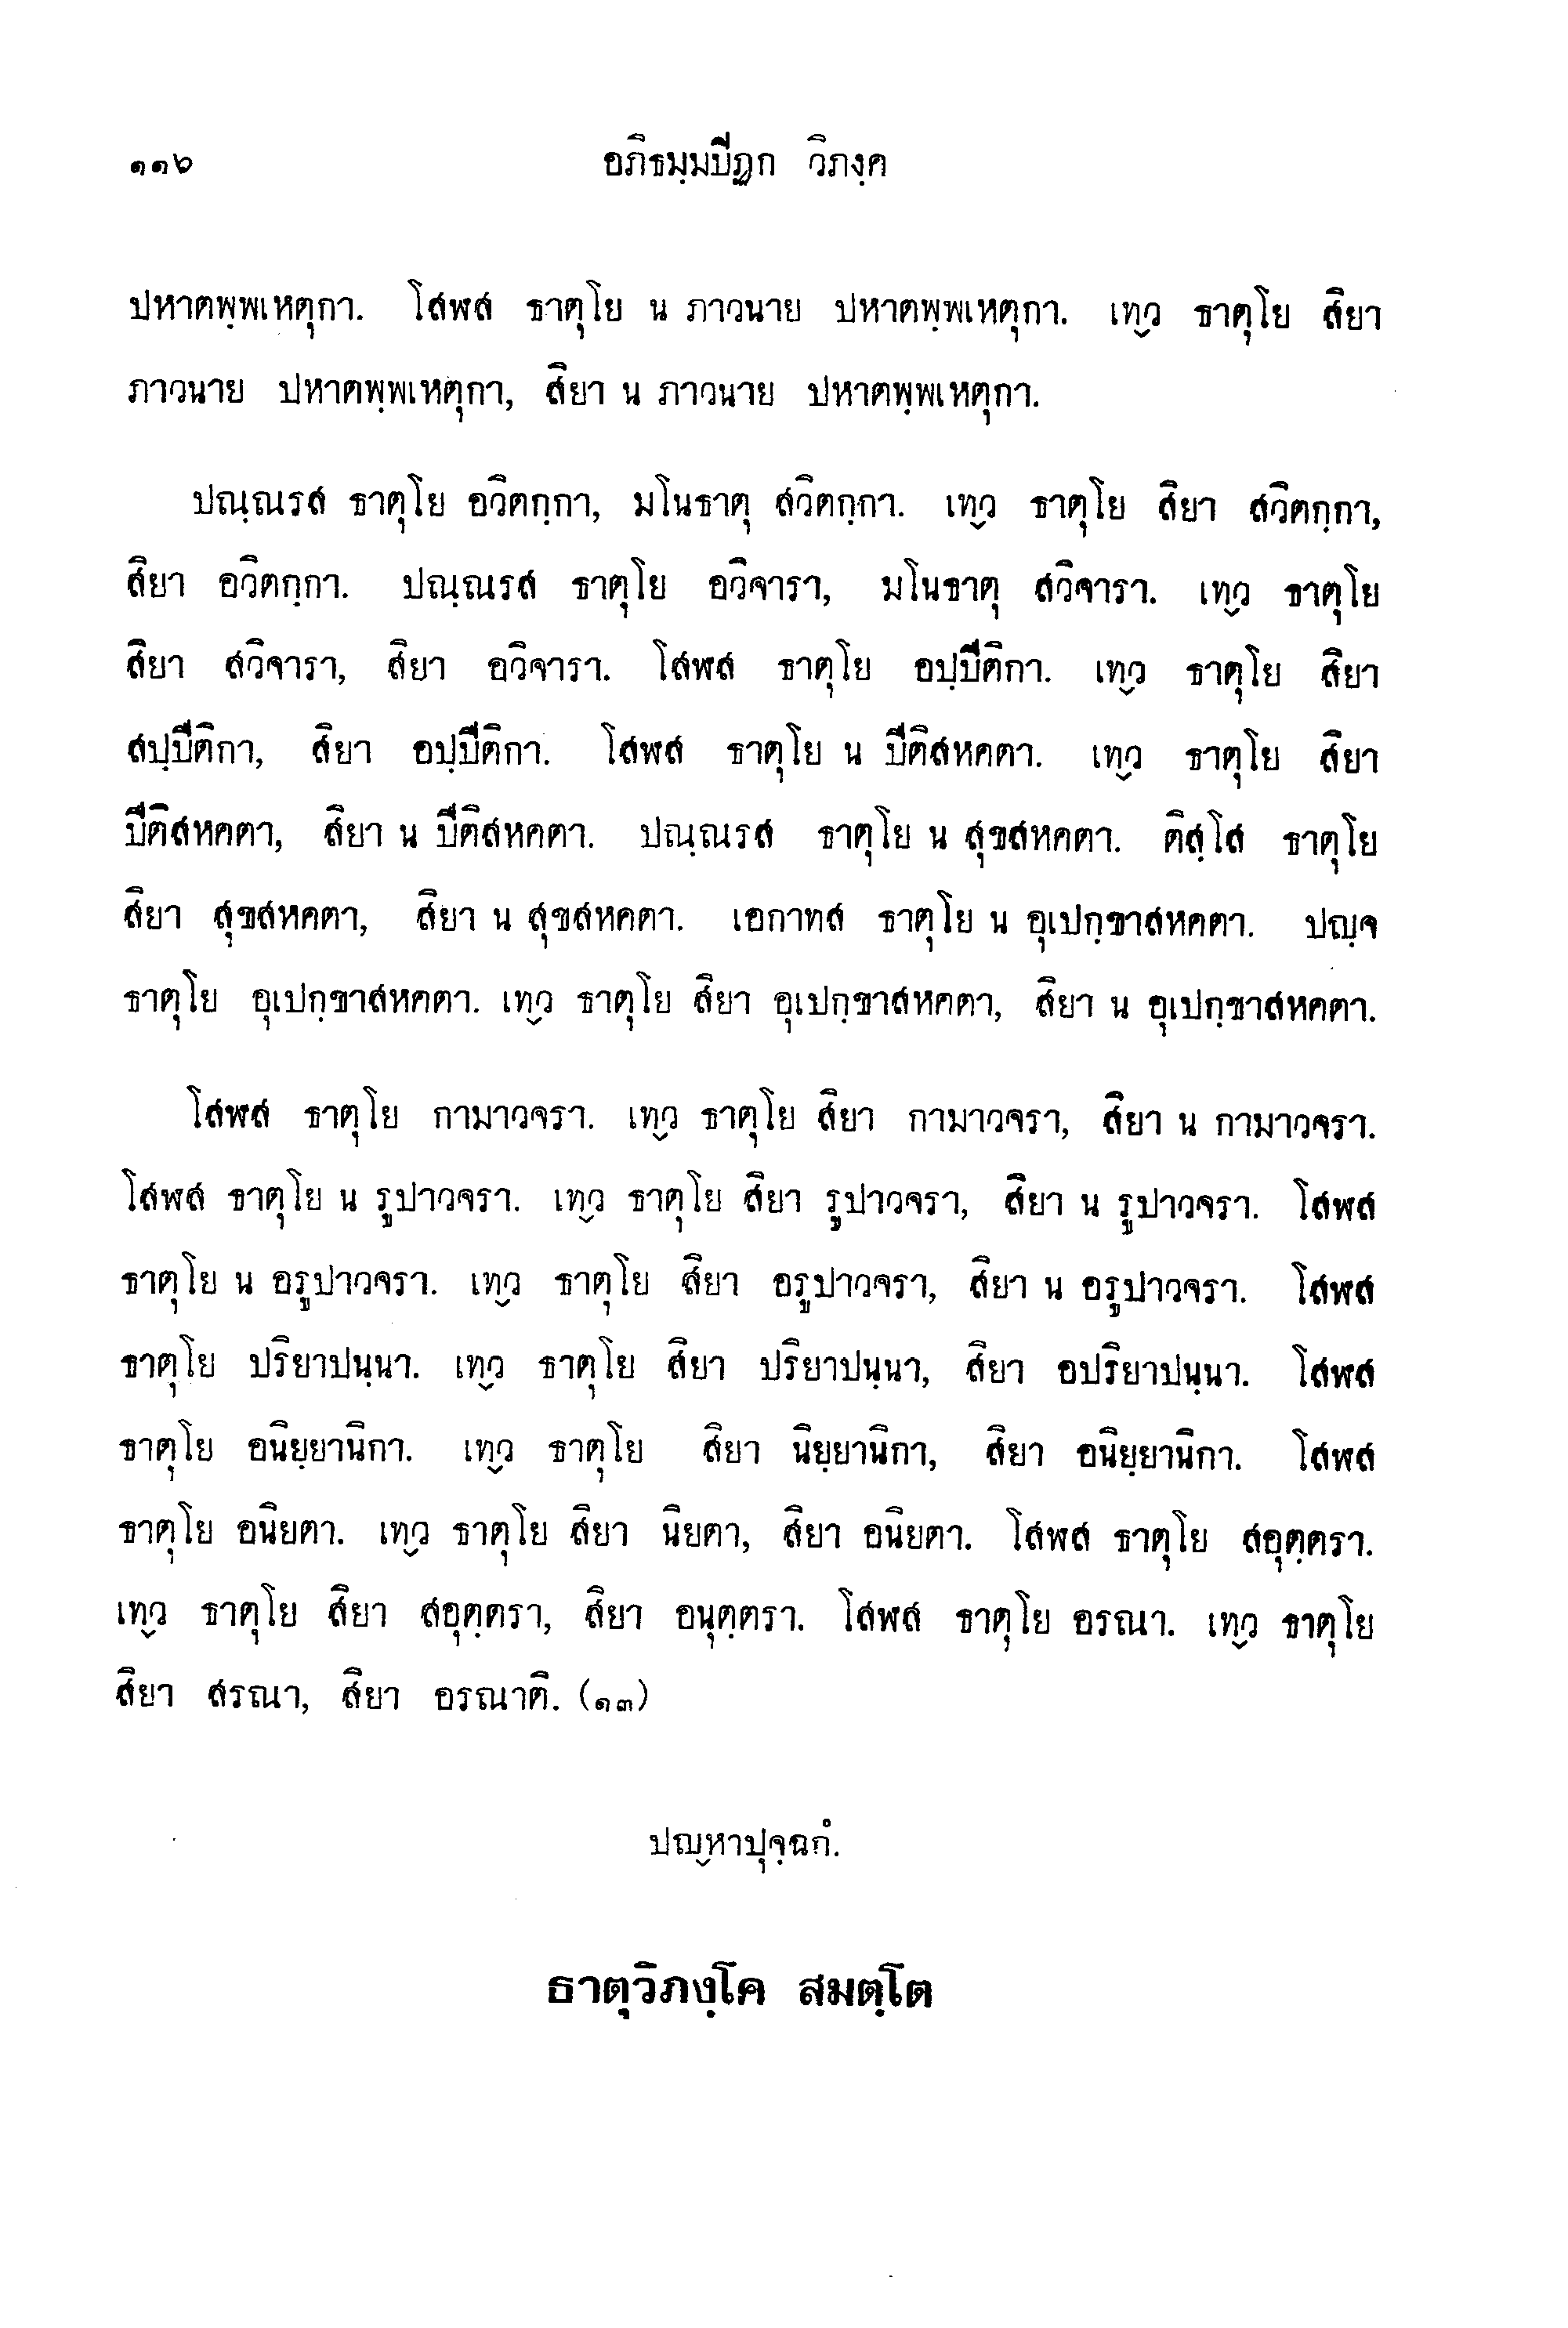 ๑๑๖ อภิธมฺมปิฏก วิภงฺค
ปหาตพฺพเหตุกา. โสฬส ธาตุโย น ภาวนาย ปหาตพฺพเหตุกา. เทฺว ธาตุโย สิยา
ภาวนาย ปหาตพฺพเหตุกา, สิยา น ภาวนาย ปหาตพฺพเหตุกา.
ปณฺณรส ธาตุโย อวิตกฺกา, มโนธาตุ สวิตกฺกา. เทฺว ธาตุโย สิยา สวิตกฺกา,
สิยา อวิตกฺกา. ปณฺณรส ธาตุโย อวิจารา, มโนธาตุ สวิจารา. เทฺว ธาตุโย
สิยา สวิจารา, สิยา อวิจารา. โสฬส ธาตุโย อปฺปีติกา. เทฺว ธาตุโย สิยา
สปฺปีติกา, สิยา อปฺปีติกา. โสฬส ธาตุโย น ปีติสหคตา. เทฺว ธาตุโย สิยา
ปีติสหคตา, สิยา น ปีติสหคตา. ปณฺณรส ธาตุโย น สุขสหคตา. ติสฺโส ธาตุโย
สิยา สุขสหคตา, สิยา น สุขสหคตา. เอกาทส ธาตุโย น อุเปกฺขาสหคตา. ปญฺจ
ธาตุโย อุเปกฺขาสหคตา. เทฺว ธาตุโย สิยา อุเปกฺขาสหคตา, สิยา น อุเปกฺขาสหคตา.
โสฬส ธาตุโย กามาวจรา. เทฺว ธาตุโย สิยา กามาวจรา, สิยา น กามาวจรา.
โสฬส ธาตุโย น รูปาวจรา. เทฺว ธาตุโย สิยา รูปาวจรา, สิยา น รูปาวจรา. โสฬส
ธาตุโย น อรูปาวจรา. เทฺว ธาตุโย สิยา อรูปาวจรา, สิยา น อรูปาวจรา. โสฬส
ธาตุโย ปริยาปนฺนา. เทฺว ธาตุโย สิยา ปริยาปนฺนา, สิยา อปริยาปนฺนา. โสฬส
ธาตุโย อนิยฺยานิกา. เทฺว ธาตุโย สิยา นิยฺยานิกา, สิยา อนิยฺยานิกา. โสฬส
ธาตุโย อนิยตา. เทฺว ธาตุโย สิยา นิยตา, สิยา อนิยตา. โสฬส ธาตุโย สอุตฺตรา.
เทฺว ธาตุโย สิยา สอุตฺตรา, สิยา อนุตฺตรา. โสฬส ธาตุโย อรณา. เทฺว ธาตุโย
สิยา สรณา, สิยา อรณาติ. (๑๓)
ปญฺหาปุจฺฉกํ.
ธาตุวิภงฺโค สมตฺโต